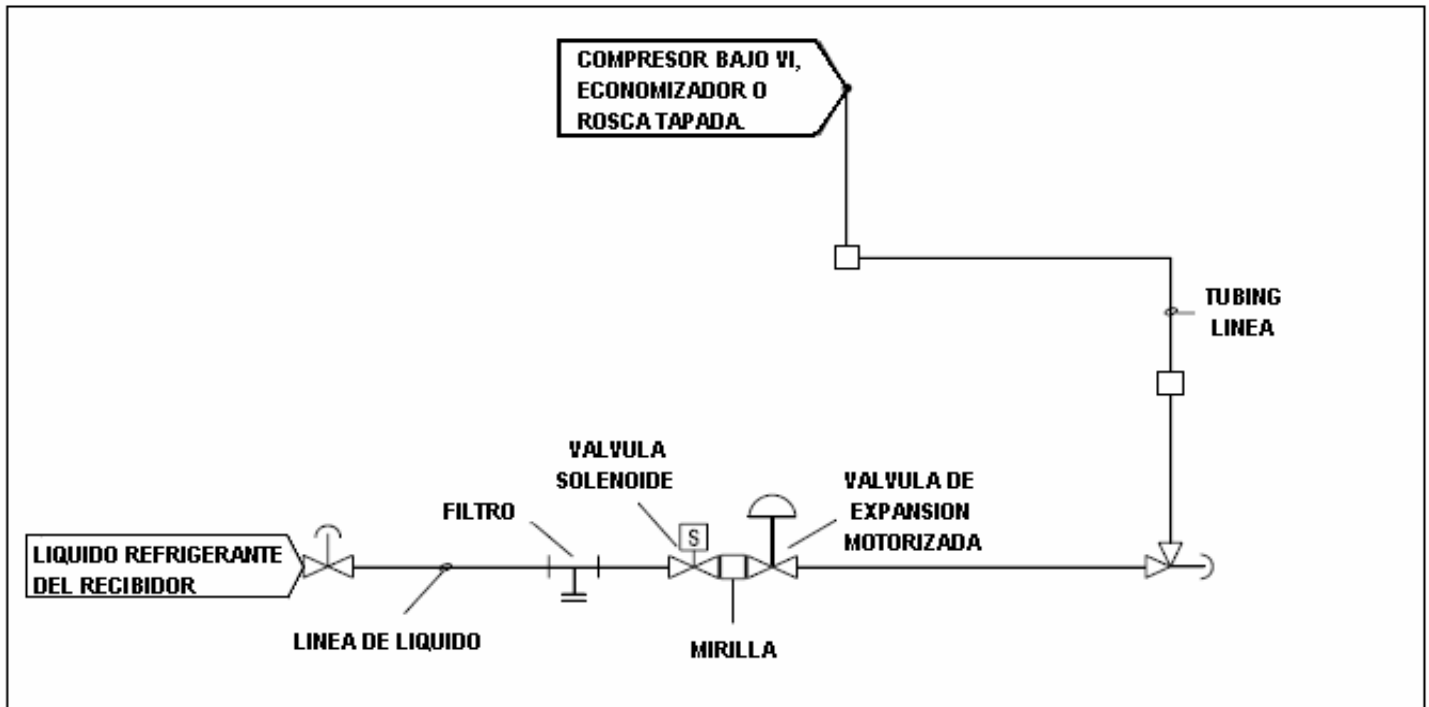 COMPRESOR BAJO VI,
ECONOMIZADOR O
ROSCA TAPADA.
TUBING
LINEA
VALVULA
SOLENOIDE
VALVULA DE
EXPANSION
MOTORIZADA
FILTRO
S
LIQUIDO REFRIGERANTE
DEL RECIBIDOR
LINEA DE LIQUIDO
MIRILLA